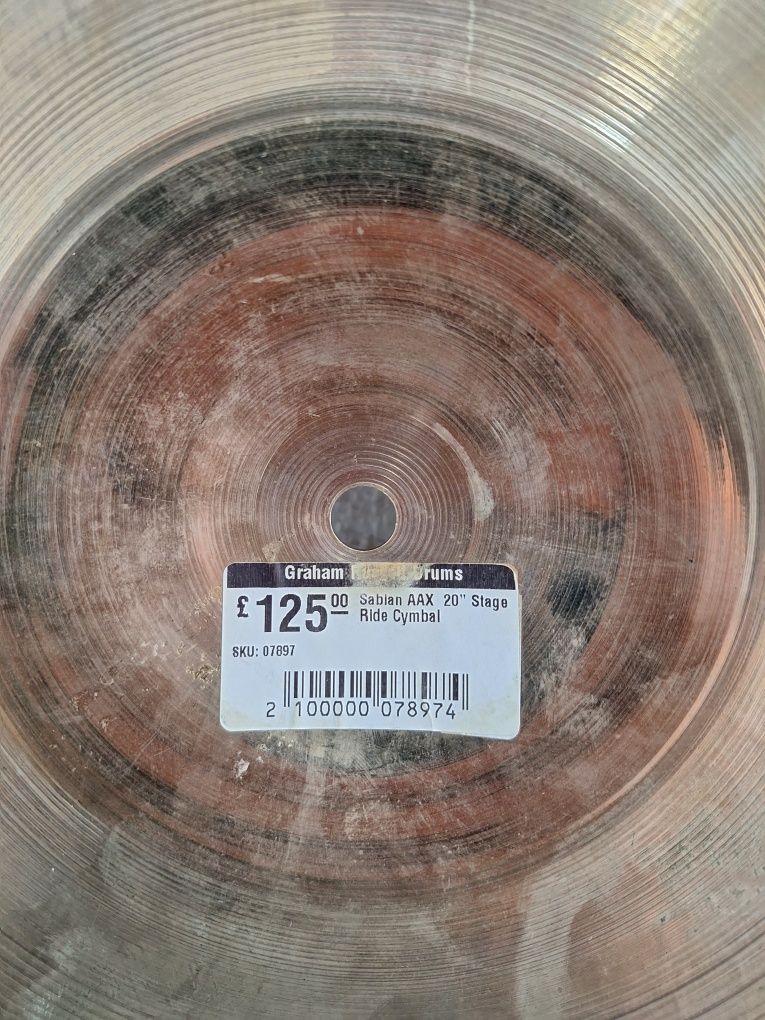 Graham Drums
£125.00 Sabian AAX 20" Stage
Ride Cymbal
SKU: 07897
2 100000 078974